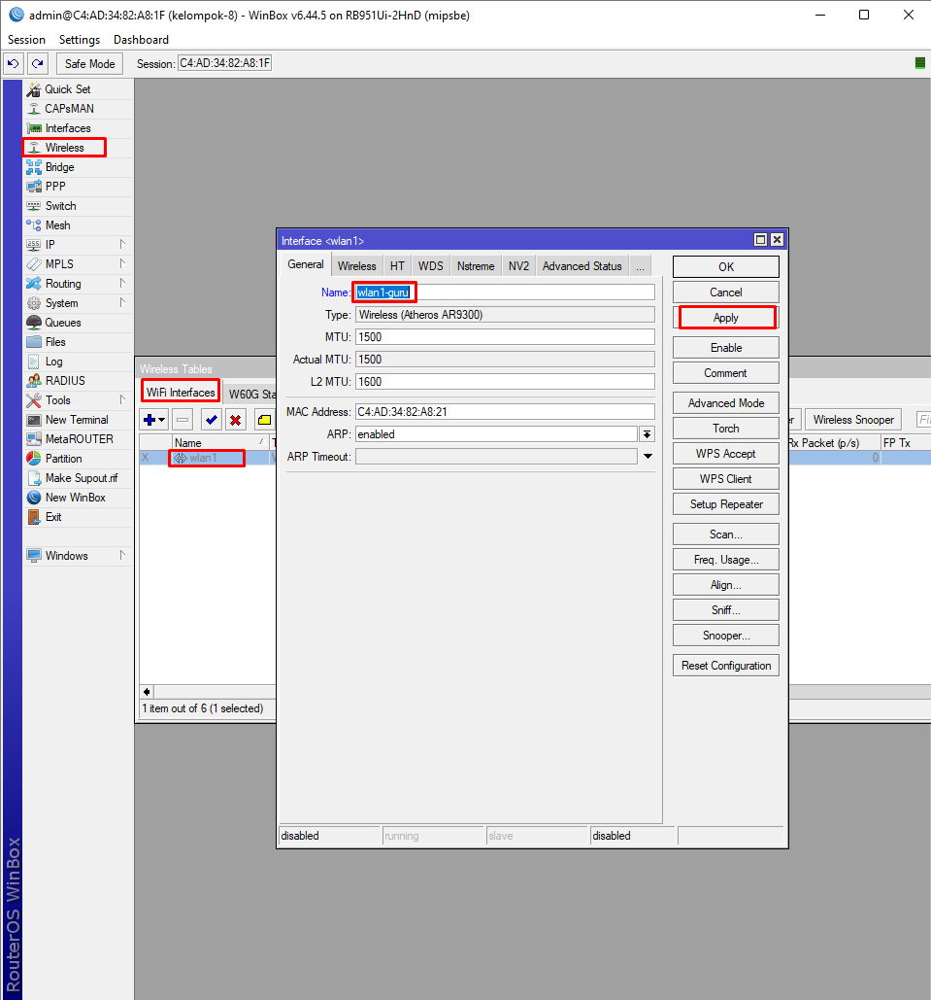 admin@C4:AD:34:82:A8:1F (kelompok-8) - WinBox v6.44.5 on RB951Ui-2HnD (mipsbe)
Session Settings Dashboard
Safe Mode Session: C4:AD:34:82:A8:1F
Quick Set
CAPsMAN
Interfaces
Wireless
Bridge
PPP
Switch
Mesh
IP
MPLS
Routing
System
Queues
Files
Log
RADIUS
Tools
New Terminal
MetaROUTER
Partition
Make Supout.rif
New WinBox
Exit
Windows
RouterOS WinBox
Wireless Tables
WiFi Interfaces W60G Sta
Wireless Snooper
Name Rx Packet (p/s) FP Tx
X wlan1 0
1 item out of 6 (1 selected)
Interface <wlan1>
General Wireless HT WDS Nstreme NV2 Advanced Status ...
Name: wlan1-guru
Type: Wireless (Atheros AR9300)
MTU: 1500
Actual MTU: 1500
L2 MTU: 1600
MAC Address: C4:AD:34:82:A8:21
ARP: enabled
ARP Timeout:
OK
Cancel
Apply
Enable
Comment
Advanced Mode
Torch
WPS Accept
WPS Client
Setup Repeater
Scan...
Freq. Usage...
Align...
Sniff...
Snooper...
Reset Configuration
disabled running slave disabled